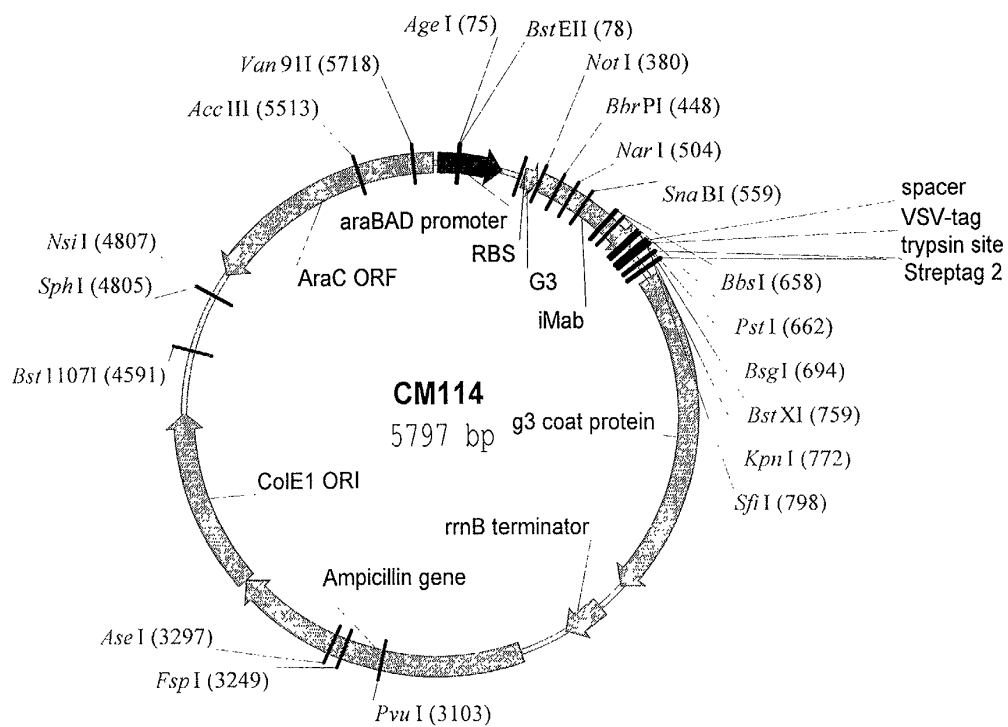 Age I (75)
BstEII (78)
Van91I (5718)
NotI (380)
AccIII (5513)
BbrPI (448)
NarI (504)
SnaBI (559)
spacer
VSV-tag
trypsin site
Streptag 2
araBAD promoter
RBS
G3
iMab
AraC ORF
NsiI (4807)
SphI (4805)
BbsI (658)
PstI (662)
BsgI (694)
BstXI (759)
KpnI (772)
SfiI (798)
Bst1107I (4591)
CM114
5797 bp
g3 coat protein
ColE1 ORI
rrnB terminator
Ampicillin gene
AseI (3297)
FspI (3249)
PvuI (3103)